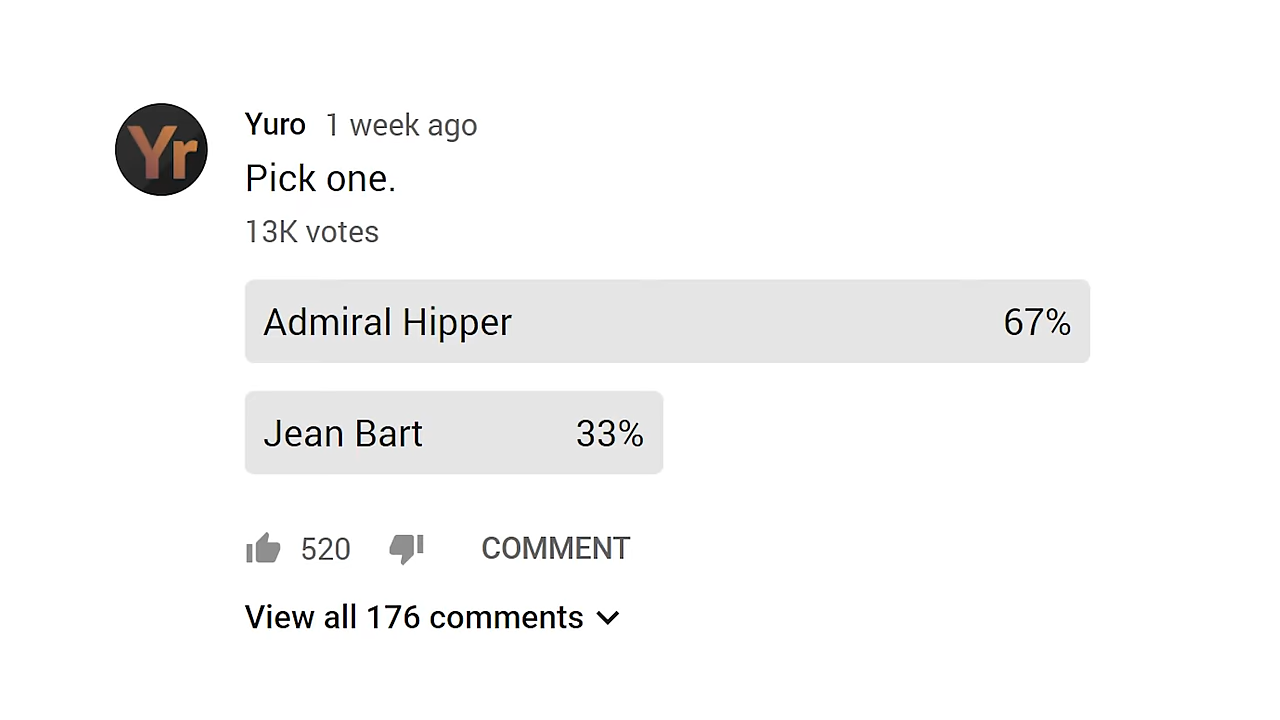 Yr
Yuro 1 week ago
Pick one.
13K votes
Admiral Hipper 67%
Jean Bart 33%
520 COMMENT
View all 176 comments